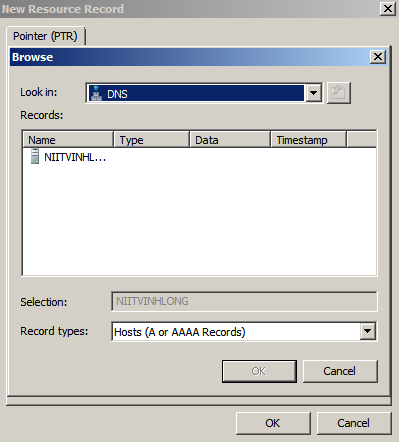 New Resource Record
Pointer (PTR)
Browse
Look in: DNS
Records:
Name Type Data Timestamp
NIITVINHL...
Selection: NIITVINHLONG
Record types: Hosts (A or AAAA Records)
OK Cancel
OK Cancel